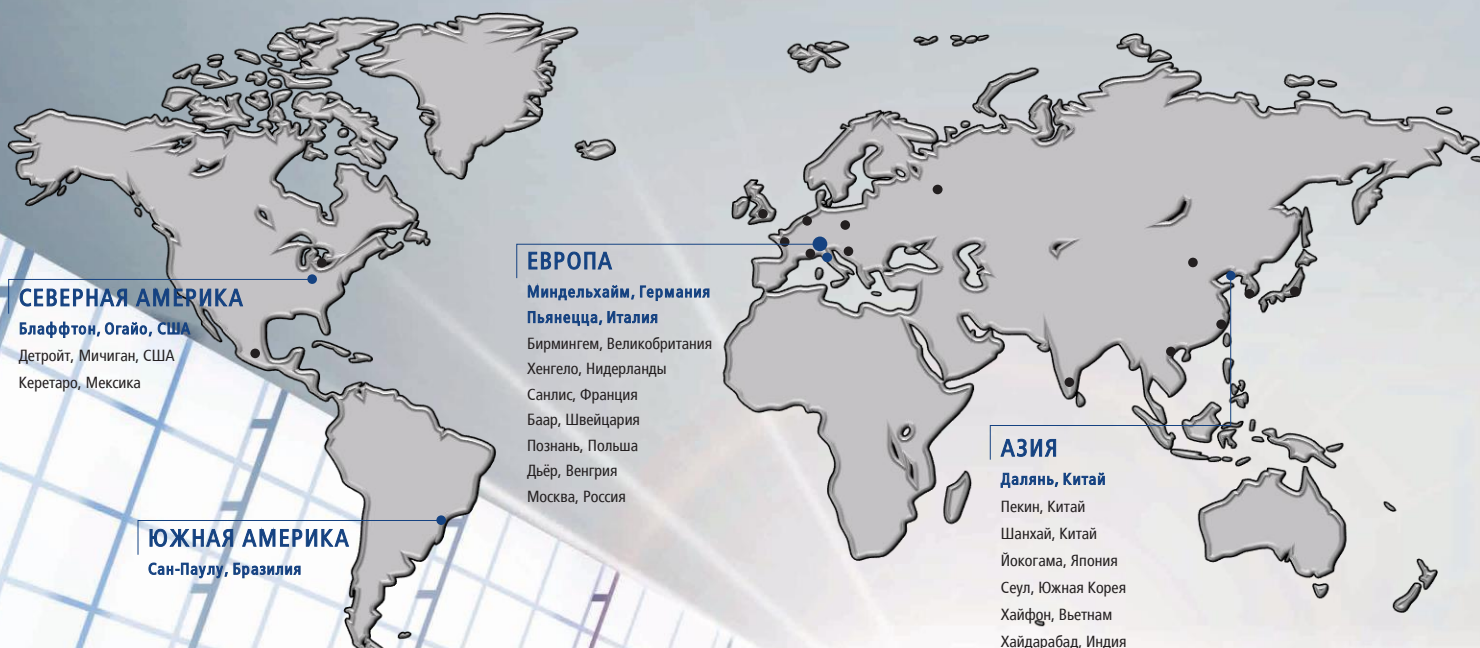 СЕВЕРНАЯ АМЕРИКА
Блаффтон, Огайо, США
Детройт, Мичиган, США
Керетаро, Мексика
ЮЖНАЯ АМЕРИКА
Сан-Паулу, Бразилия
ЕВРОПА
Миндельхайм, Германия
Пьянецца, Италия
Бирмингем, Великобритания
Хенгело, Нидерланды
Санлис, Франция
Баар, Швейцария
Познань, Польша
Дьёр, Венгрия
Москва, Россия
АЗИЯ
Далянь, Китай
Пекин, Китай
Шанхай, Китай
Йокогама, Япония
Сеул, Южная Корея
Хайфон, Вьетнам
Хайдарабад, Индия